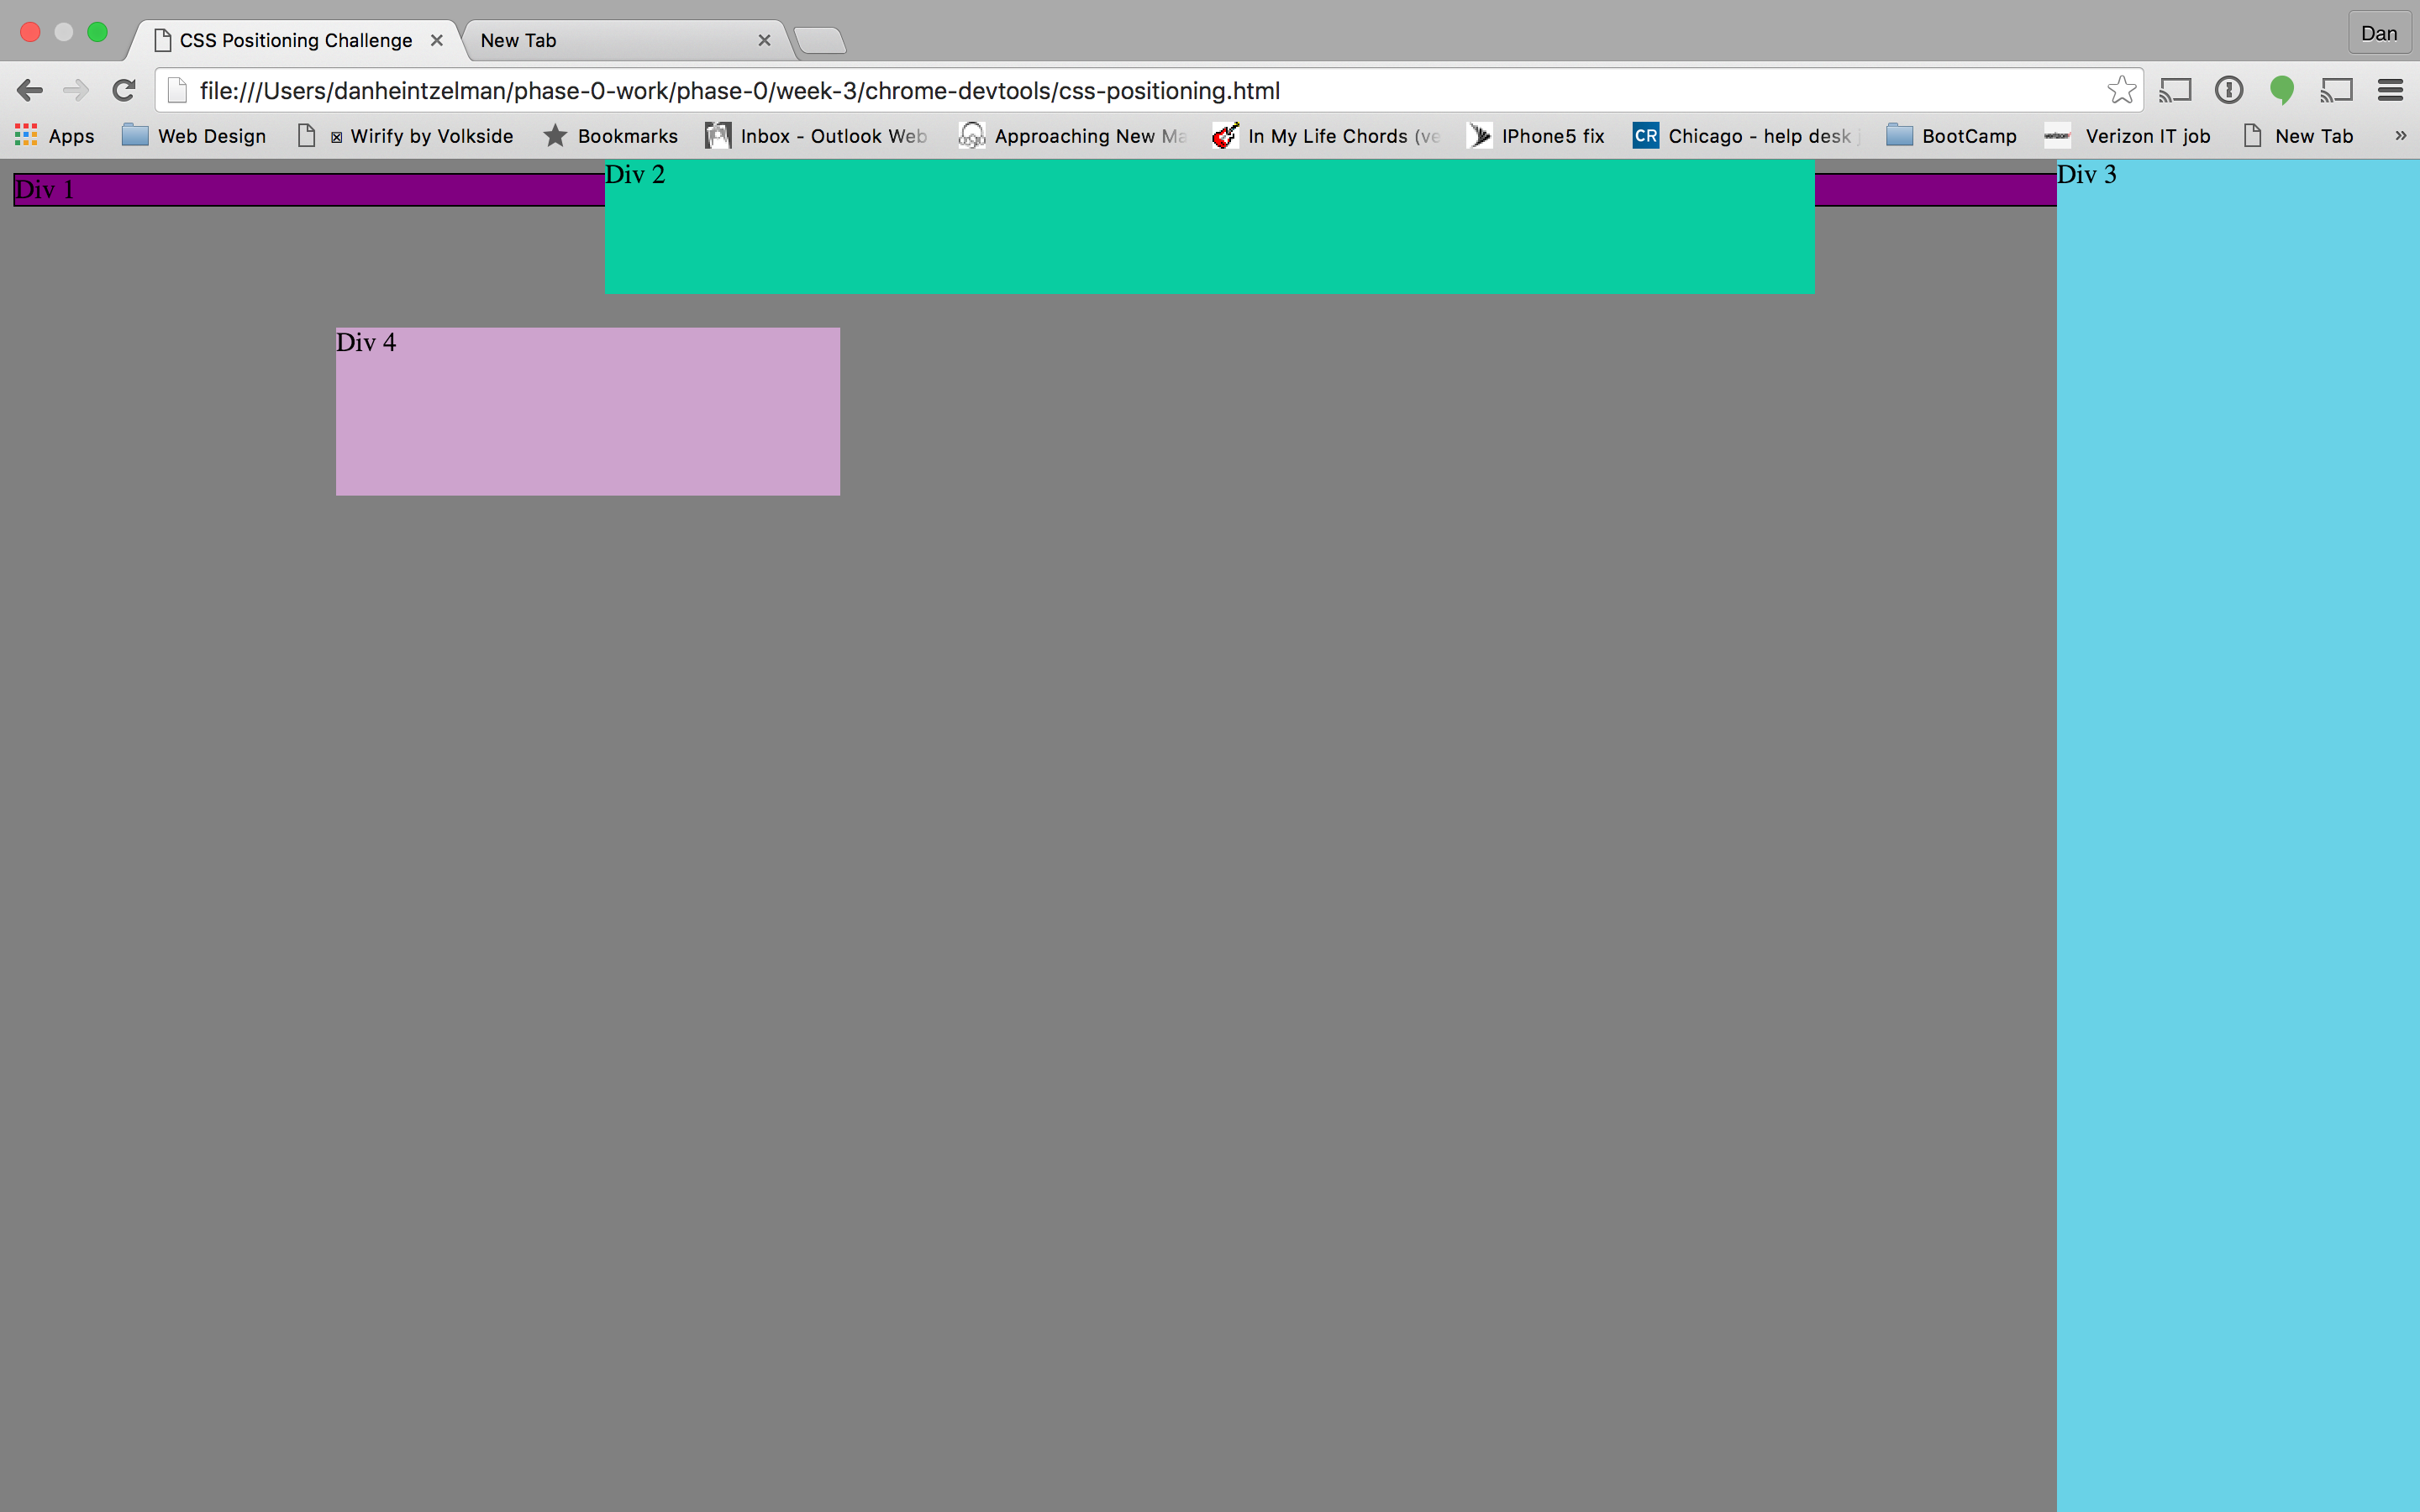 CSS Positioning Challenge
New Tab
Dan
file:///Users/danheintzelman/phase-0-work/phase-0/week-3/chrome-devtools/css-positioning.html
Apps Web Design Wirify by Volkside Bookmarks Inbox - Outlook Web Approaching New Ma In My Life Chords (ve IPhone5 fix CR Chicago - help desk BootCamp Verizon IT job New Tab »
Div 1
Div 2
Div 3
Div 4